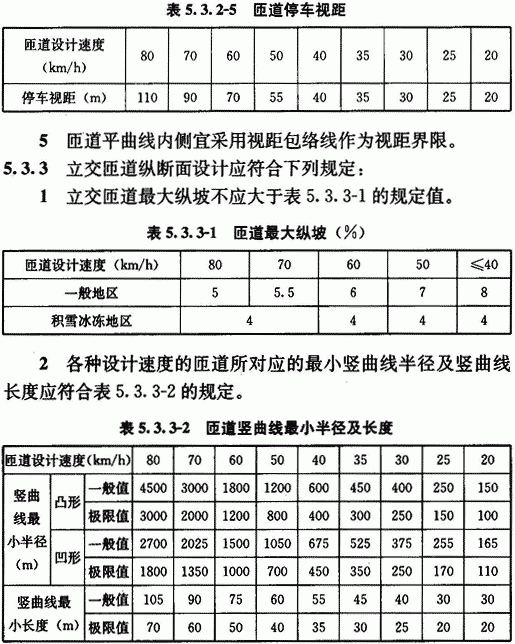 表 5.3.2-5 匝道停车视距
匝道设计速度(km/h) 80 70 60 50 40 35 30 25 20
停车视距(m) 110 90 70 55 40 35 30 25 20
5 匝道平曲线内侧宜采用视距包络线作为视距界限。
5.3.3 立交匝道纵断面设计应符合下列规定：
1 立交匝道最大纵坡不应大于表 5.3.3-1 的规定值。
表 5.3.3-1 匝道最大纵坡(%)
匝道设计速度(km/h) 80 70 60 50 ≤40
一般地区 5 5.5 6 7 8
积雪冰冻地区 4 4 4 4
2 各种设计速度的匝道所对应的最小竖曲线半径及竖曲线
长度应符合表 5.3.3-2 的规定。
表 5.3.3-2 匝道竖曲线最小半径及长度
匝道设计速度(km/h) 80 70 60 50 40 35 30 25 20
竖曲线最小半径(m) 凸形 一般值 4500 3000 1800 1200 600 450 400 250 150
极限值 3000 2000 1200 800 400 300 250 150 100
凹形 一般值 2700 2025 1500 1050 675 525 375 255 165
极限值 1800 1350 1000 700 450 350 250 170 110
竖曲线最小长度(m) 一般值 105 90 75 60 55 45 40 30 30
极限值 70 60 50 40 35 30 25 20 20